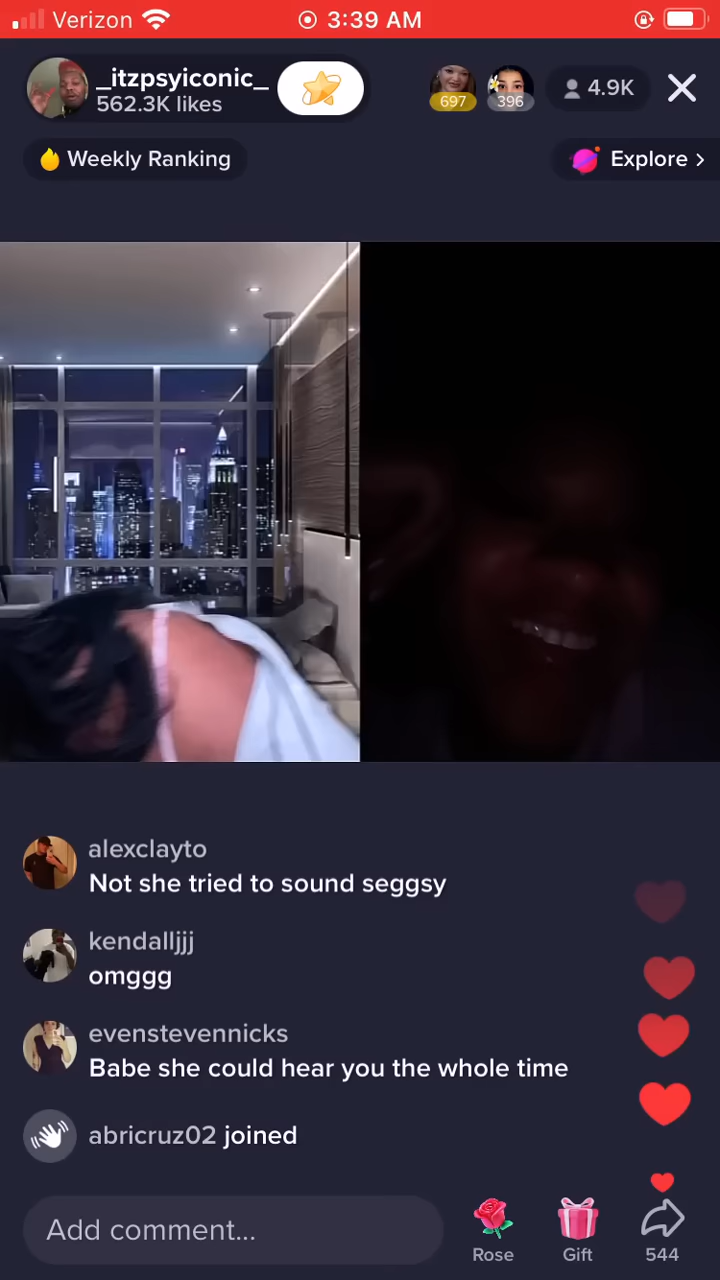 Verizon 3:39 AM
_itzpsyiconic_
562.3K likes
697 396 4.9K
Weekly Ranking Explore >
alexclayto
Not she tried to sound seggsy
kendalljjj
omggg
evenstevennicks
Babe she could hear you the whole time
abricruz02 joined
Add comment...
Rose Gift 544